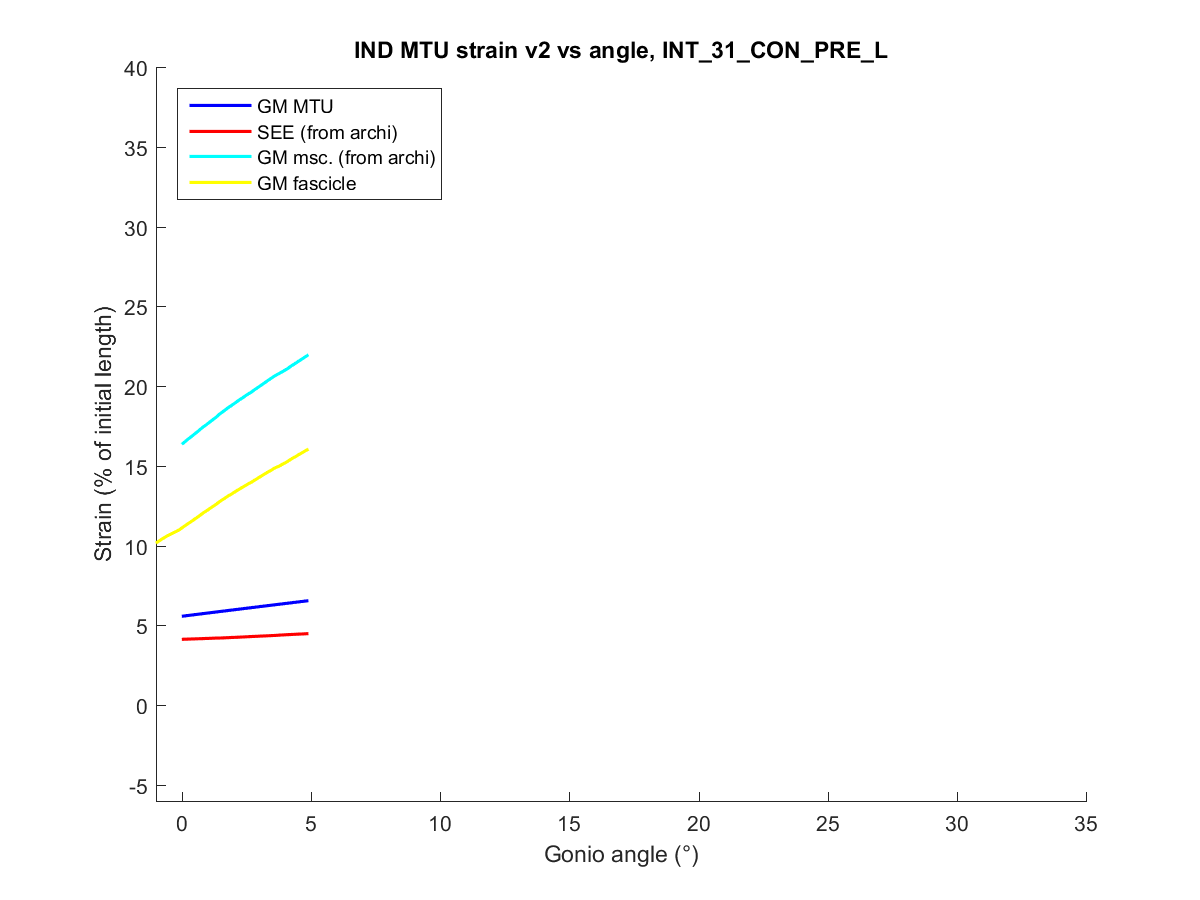 IND MTU strain v2 vs angle, INT_31_CON_PRE_L
40
35
30
25
20
15
10
5
0
-5
Strain (% of initial length)
GM MTU
SEE (from archi)
GM msc. (from archi)
GM fascicle
0 5 10 15 20 25 30 35
Gonio angle (°)